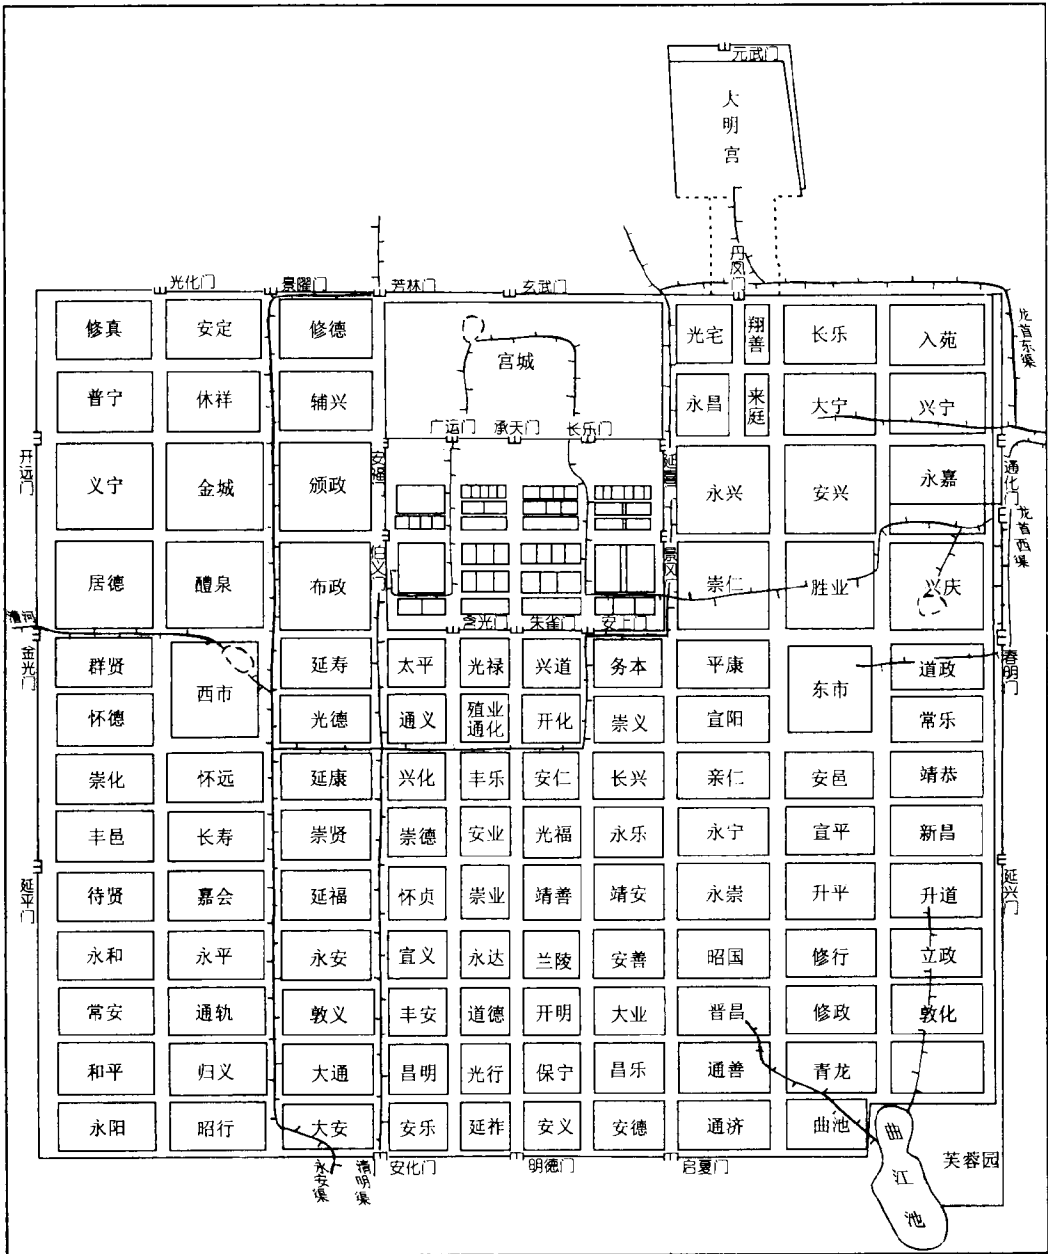 元武门
大明宫
丹凤门
光化门
景曜门
芳林门
玄武门
修真
安定
修德
宫城
光宅
翔善
长乐
入苑
龙首东渠
普宁
休祥
辅兴
永昌
来庭
大宁
兴宁
广运门
承天门
长乐门
开远门
安福门
延喜门
通化门
义宁
金城
颁政
永兴
安兴
永嘉
龙首西渠
居德
醴泉
布政
景风门
崇仁
胜业
兴庆
漕河
含光门
朱雀门
安上门
金光门
春明门
群贤
西市
延寿
太平
光禄
兴道
务本
平康
东市
道政
怀德
光德
通义
殖业
通化
开化
崇义
宣阳
常乐
崇化
怀远
延康
兴化
丰乐
安仁
长兴
亲仁
安邑
靖恭
丰邑
长寿
崇贤
崇德
安业
光福
永乐
永宁
宣平
新昌
延平门
延兴门
待贤
嘉会
延福
怀贞
崇业
靖善
靖安
永崇
升平
升道
永和
永平
永安
宣义
永达
兰陵
安善
昭国
修行
立政
常安
通轨
敦义
丰安
道德
开明
大业
晋昌
修政
敦化
和平
归义
大通
昌明
光行
保宁
昌乐
通善
青龙
永阳
昭行
大安
安乐
延祚
安义
安德
通济
曲池
永安渠
清明渠
安化门
明德门
启夏门
曲江池
芙蓉园